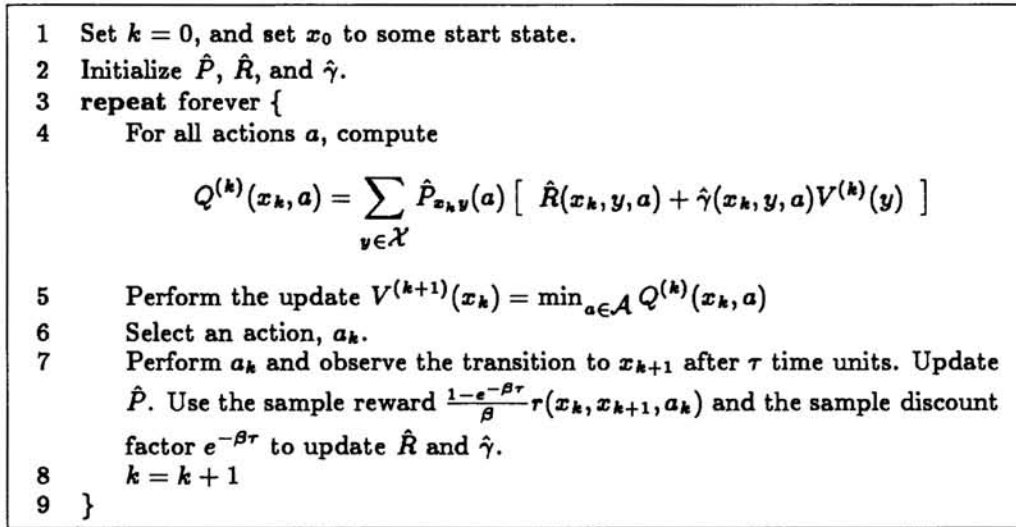 1 Set k = 0, and set x₀ to some start state.
2 Initialize P̂, R̂, and γ̂.
3 repeat forever {
4 For all actions a, compute
Q^{(k)}(x_k, a) = ∑_{y∈𝒳} P̂_{x_k y}(a) [ R̂(x_k, y, a) + γ̂(x_k, y, a)V^{(k)}(y) ]
5 Perform the update V^{(k+1)}(x_k) = min_{a∈𝒜} Q^{(k)}(x_k, a)
6 Select an action, a_k.
7 Perform a_k and observe the transition to x_{k+1} after τ time units. Update
P̂. Use the sample reward \frac{1−e^{−βτ}}{β} r(x_k, x_{k+1}, a_k) and the sample discount
factor e^{−βτ} to update R̂ and γ̂.
8 k = k + 1
9 }